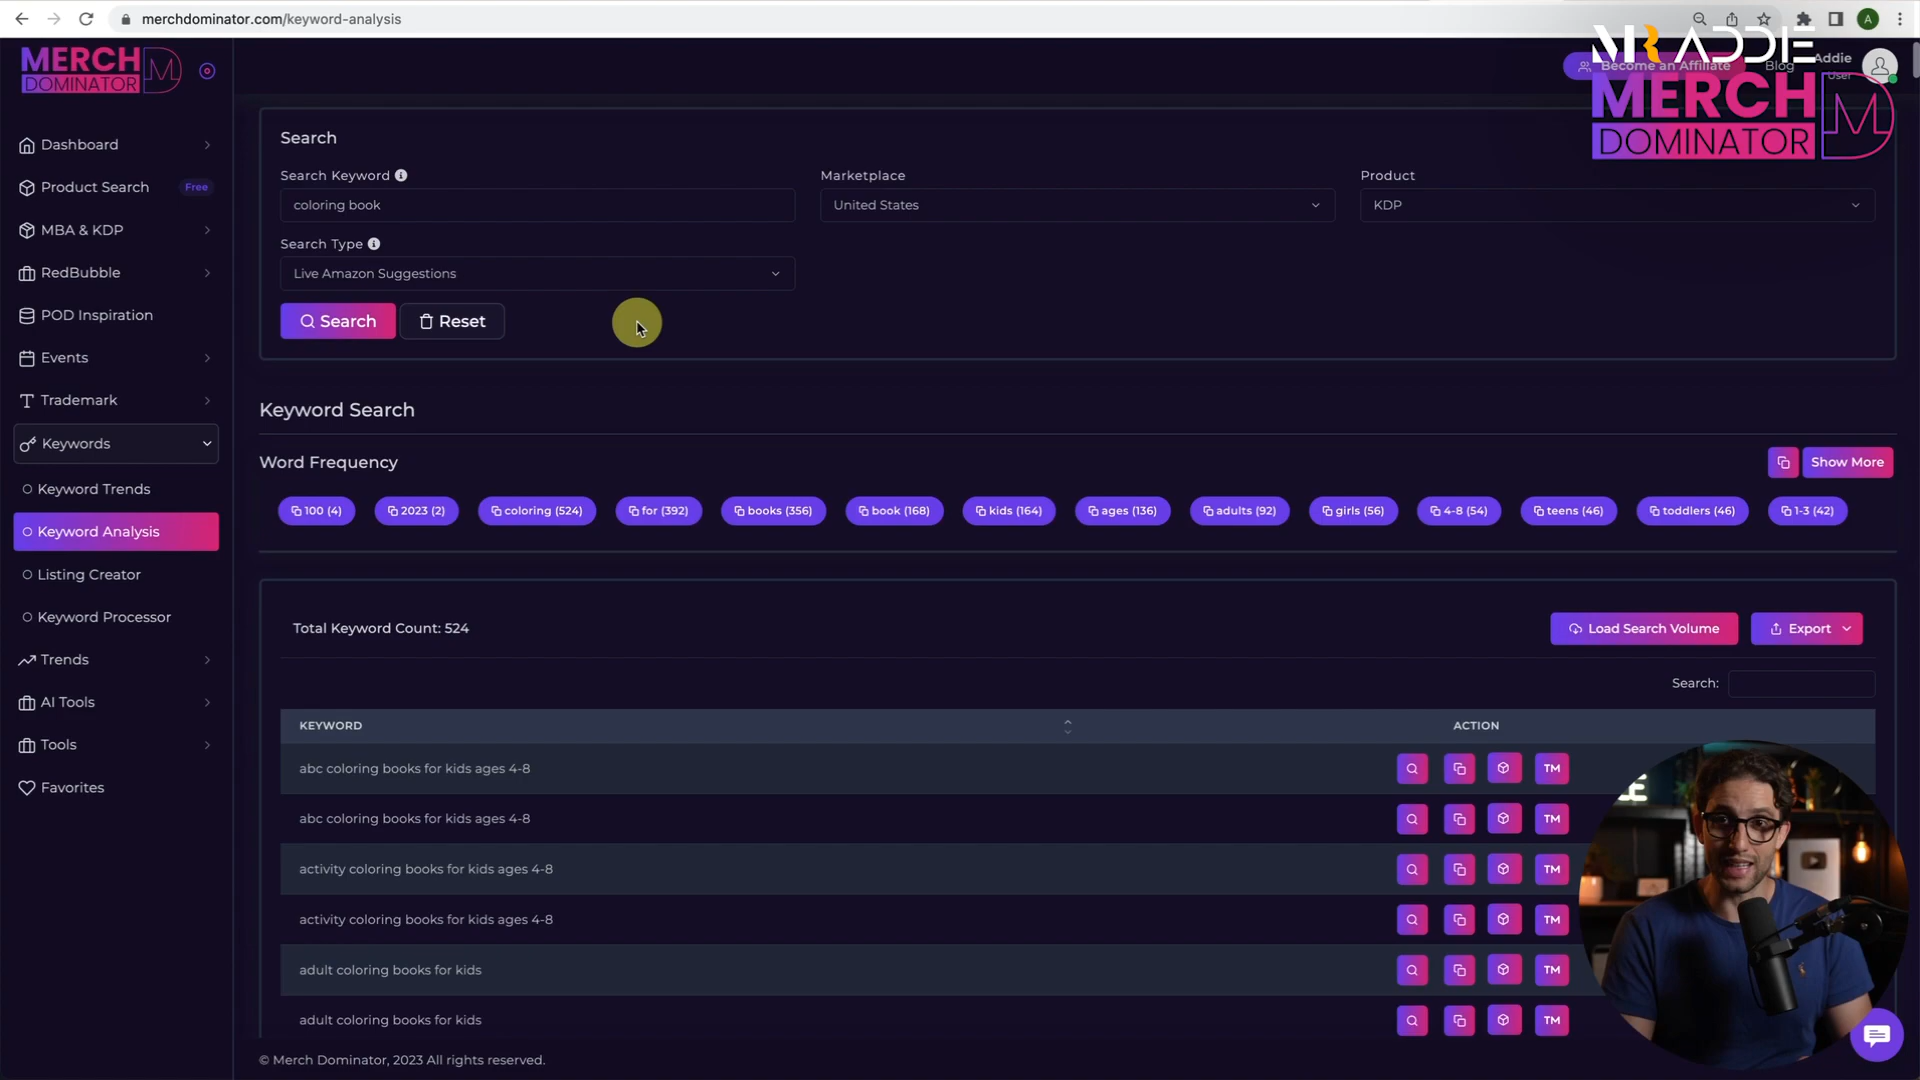 merchdominator.com/keyword-analysis
A
MERCH
DOMINATOR
MR ADDIE
Become an Affiliate
Blog
Addie
User
MERCH
DOMINATOR
Dashboard
Product Search Free
MBA & KDP
RedBubble
POD Inspiration
Events
Trademark
Keywords
Keyword Trends
Keyword Analysis
Listing Creator
Keyword Processor
Trends
AI Tools
Tools
Favorites
Search
Search Keyword Marketplace Product
coloring book United States KDP
Search Type
Live Amazon Suggestions
Search Reset
Keyword Search
Word Frequency Show More
100 (4) 2023 (2) coloring (524) for (392) books (356) book (168) kids (164) ages (136) adults (92) girls (56) 4-8 (54) teens (46) toddlers (46) 1-3 (42)
Total Keyword Count: 524 Load Search Volume Export
Search:
KEYWORD ACTION
abc coloring books for kids ages 4-8 TM
abc coloring books for kids ages 4-8 TM
activity coloring books for kids ages 4-8 TM
activity coloring books for kids ages 4-8 TM
adult coloring books for kids TM
adult coloring books for kids TM
© Merch Dominator, 2023 All rights reserved.